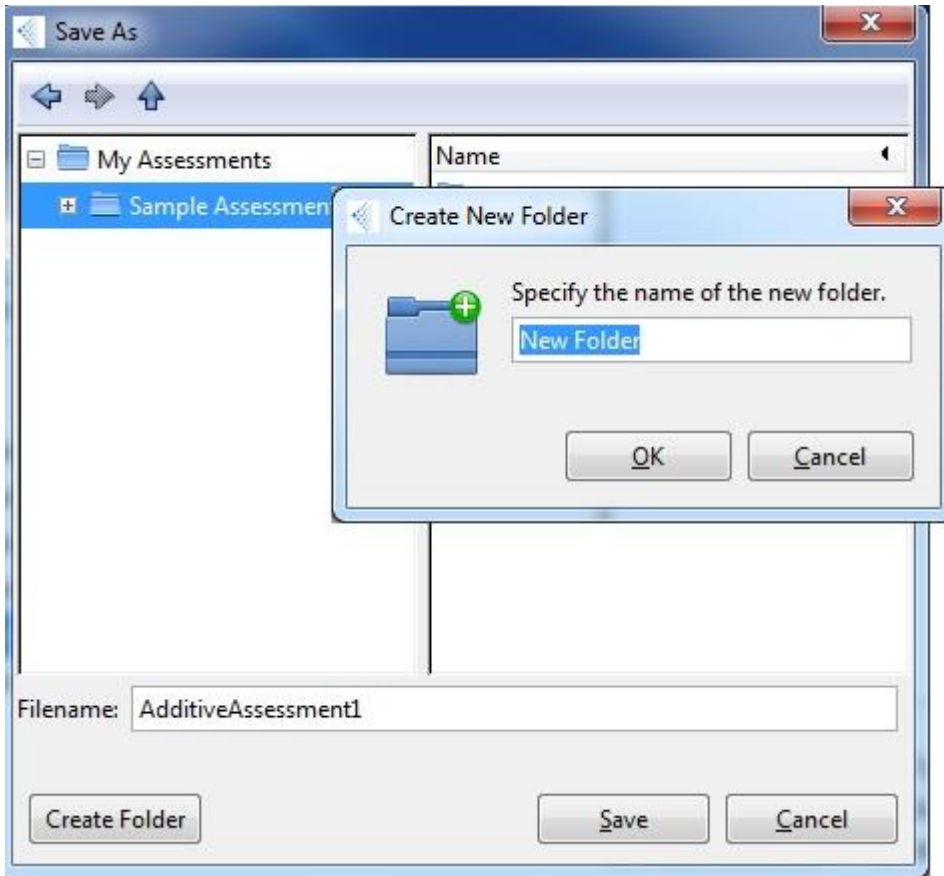 Save As
My Assessments
Name
Sample Assessmen
Create New Folder
Specify the name of the new folder.
New Folder
OK
Cancel
Filename: AdditiveAssessment1
Create Folder
Save
Cancel